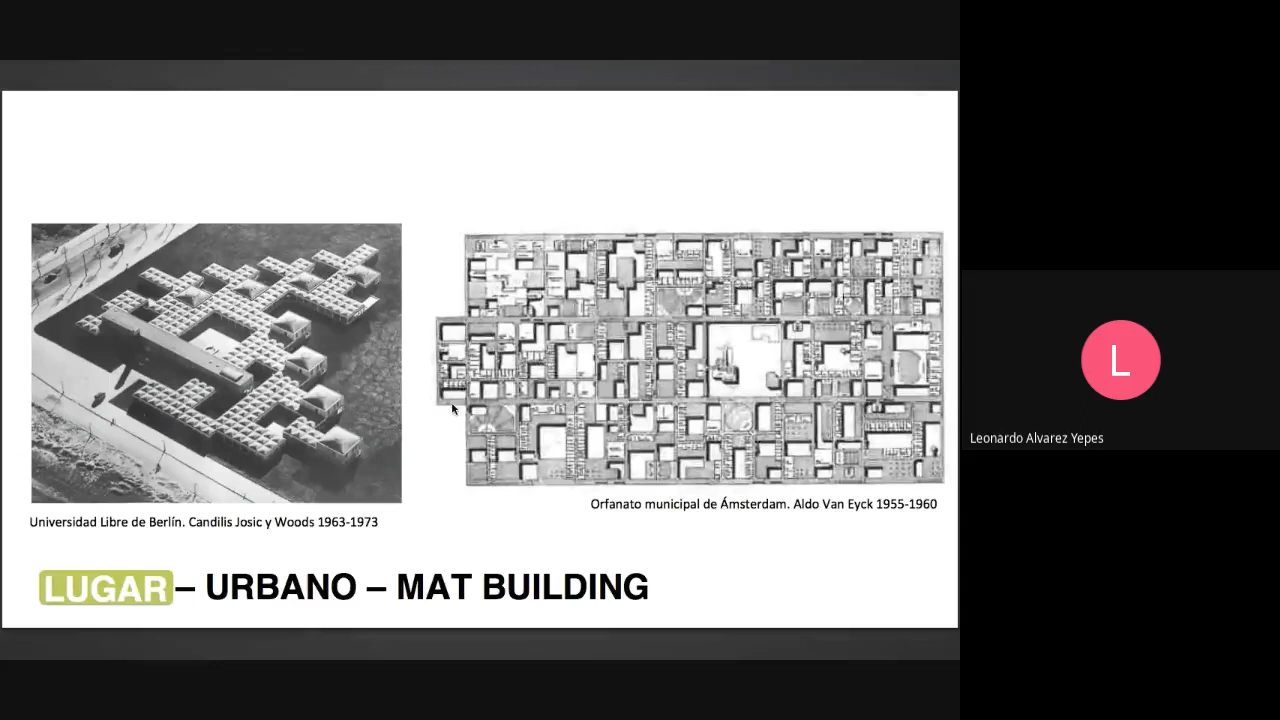 Universidad Libre de Berlín. Candilis Josic y Woods 1963-1973
Orfanato municipal de Ámsterdam. Aldo Van Eyck 1955-1960
LUGAR – URBANO – MAT BUILDING
L
Leonardo Alvarez Yepes